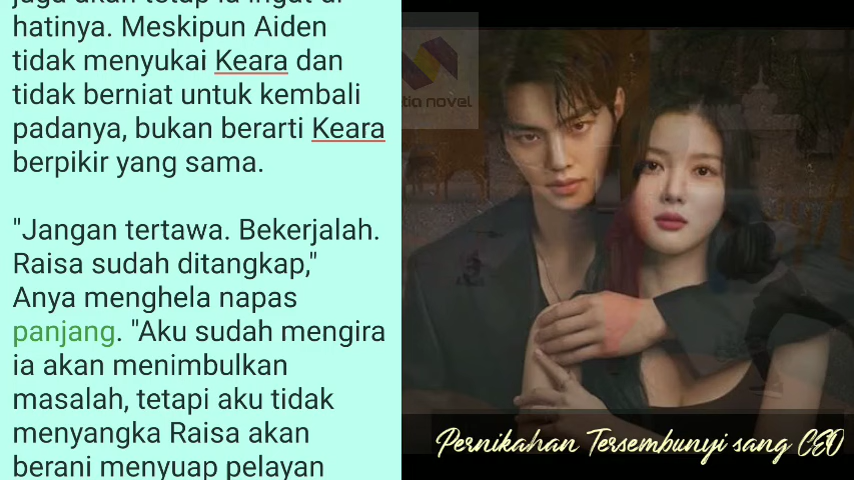 hatinya. Meskipun Aiden
tidak menyukai Keara dan
tidak berniat untuk kembali
padanya, bukan berarti Keara
berpikir yang sama.
"Jangan tertawa. Bekerjalah.
Raisa sudah ditangkap,"
Anya menghela napas
panjang. "Aku sudah mengira
ia akan menimbulkan
masalah, tetapi aku tidak
menyangka Raisa akan
berani menyuap pelayan
tia novel
Pernikahan Tersembunyi sang CEO